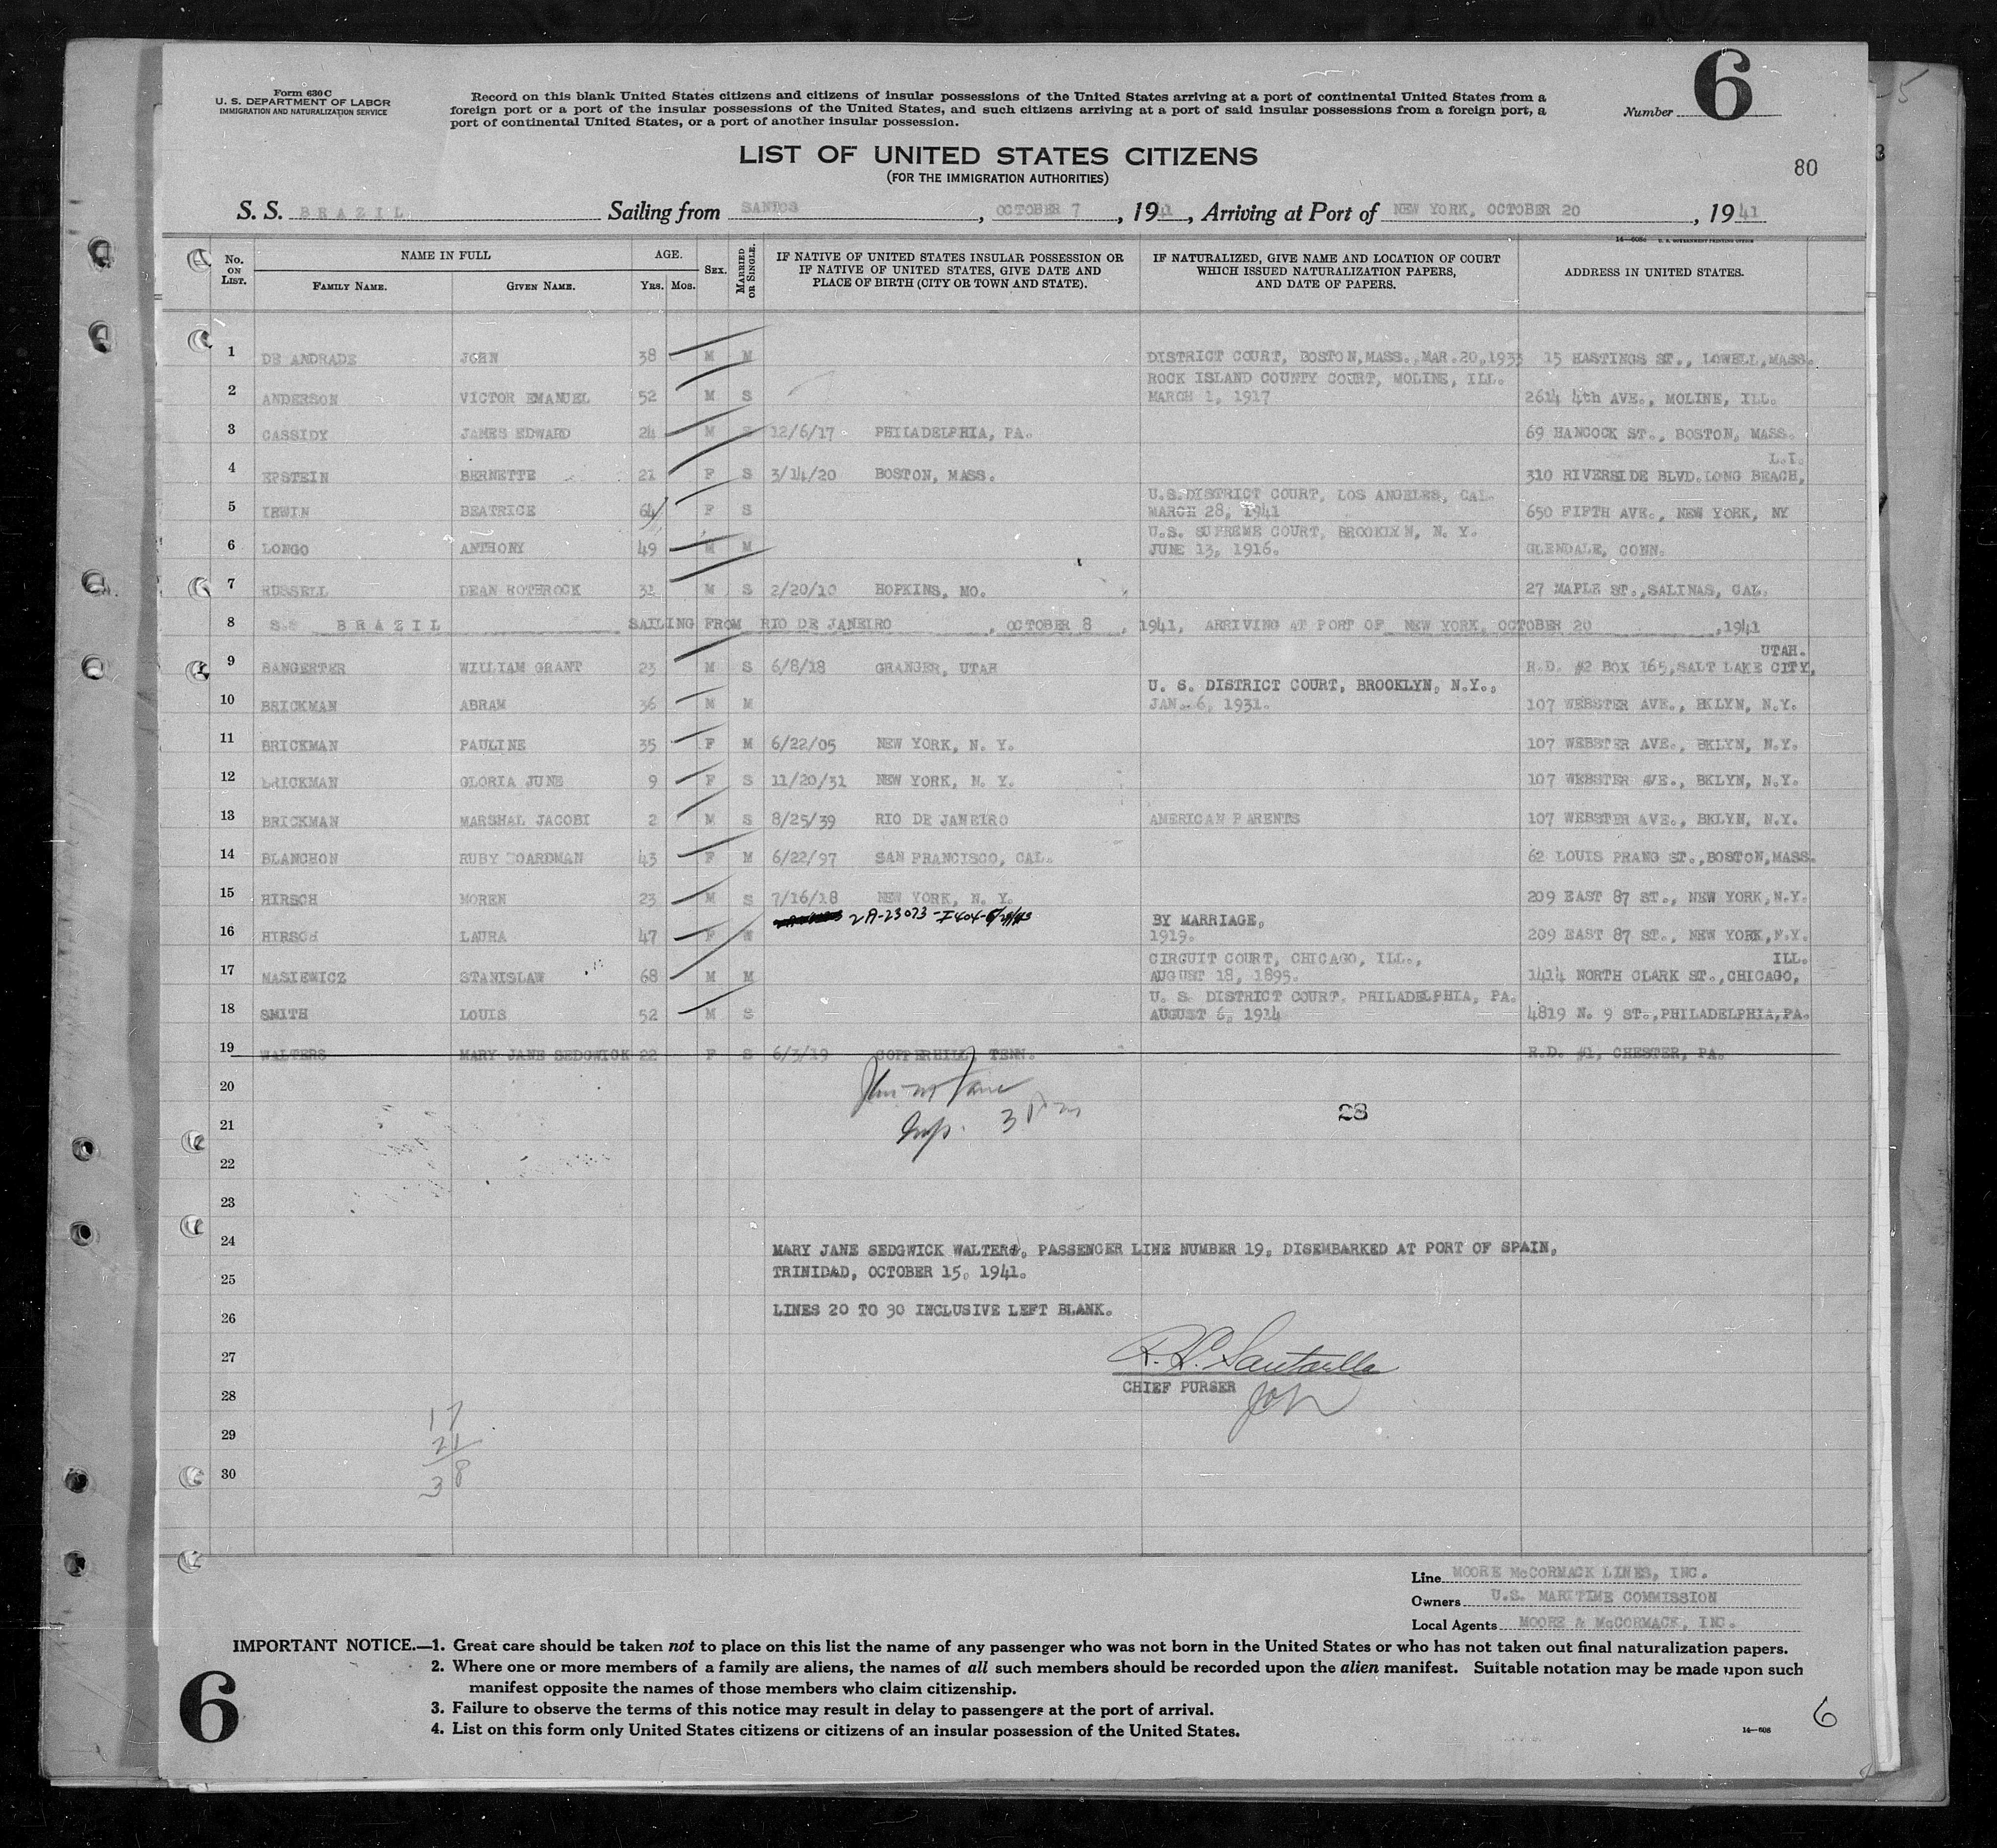 Form 630 C
U. S. DEPARTMENT OF LABOR
IMMIGRATION AND NATURALIZATION SERVICE
Record on this blank United States citizens and citizens of insular possessions of the United States arriving at a port of continental United States from a
foreign port or a port of the insular possessions of the United States, and such citizens arriving at a port of said insular possessions from a foreign port, a
port of continental United States, or a port of another insular possession.
Number 6
LIST OF UNITED STATES CITIZENS
(FOR THE IMMIGRATION AUTHORITIES)
80
S. S. BRAZIL Sailing from SANTOS, OCTOBER 7, 1941, Arriving at Port of NEW YORK, OCTOBER 20, 1941
14—608 U. S. GOVERNMENT PRINTING OFFICE
No. ON LIST. NAME IN FULL FAMILY NAME. GIVEN NAME. AGE. YRS. MOS. SEX. MARRIED OR SINGLE. IF NATIVE OF UNITED STATES INSULAR POSSESSION OR IF NATIVE OF UNITED STATES, GIVE DATE AND PLACE OF BIRTH (CITY OR TOWN AND STATE). IF NATURALIZED, GIVE NAME AND LOCATION OF COURT WHICH ISSUED NATURALIZATION PAPERS, AND DATE OF PAPERS. ADDRESS IN UNITED STATES.
1 DE ANDRADE JOHN 38 M M DISTRICT COURT, BOSTON,MASS.,MAR.20,1933 15 HASTINGS ST., LOWELL,MASS.
ROCK ISLAND COUNTY COURT, MOLINE, ILL.
2 ANDERSON VICTOR EMANUEL 52 M S MARCH 1, 1917 2614 4th AVE., MOLINE, ILL.
3 CASSIDY JAMES EDWARD 24 M S 12/6/17 PHILADELPHIA, PA. 69 HANCOCK ST., BOSTON, MASS.
L.I.
4 EPSTEIN BERNETTE 21 F S 3/14/20 BOSTON, MASS. 310 RIVERSIDE BLVD.LONG BEACH,
U.S.DISTRICT COURT, LOS ANGELES, CAL.
5 IRWIN BEATRICE 64 F S MARCH 28, 1941 650 FIFTH AVE., NEW YORK, NY
U.S. SUPREME COURT, BROOKLYN, N. Y.
6 LONGO ANTHONY 49 M M JUNE 13, 1916. GLENDALE, CONN.
7 RUSSELL DEAN ROTHROCK 31 M S 2/20/10 HOPKINS, MO. 27 MAPLE ST.,SALINAS, CAL.
8 S.S BRAZIL SAILING FROM RIO DE JANEIRO, OCTOBER 8, 1941, ARRIVING AT PORT OF NEW YORK, OCTOBER 20,1941
UTAH.
9 BANGERTER WILLIAM GRANT 23 M S 6/8/18 GRANGER, UTAH R.D. #2 BOX 165,SALT LAKE CITY,
U. S. DISTRICT COURT, BROOKLYN, N.Y.,
10 BRICKMAN ABRAM 36 M M JAN. 6, 1931. 107 WEBSTER AVE., BKLYN, N.Y.
11 BRICKMAN PAULINE 35 F M 6/22/05 NEW YORK, N. Y. 107 WEBSTER AVE., BKLYN, N.Y.
12 BRICKMAN GLORIA JUNE 9 F S 11/20/31 NEW YORK, N. Y. 107 WEBSTER AVE., BKLYN, N.Y.
13 BRICKMAN MARSHAL JACOBI 2 M S 8/25/39 RIO DE JANEIRO AMERICAN PARENTS 107 WEBSTER AVE., BKLYN, N.Y.
14 BLANCHON RUBY BOARDMAN 43 F M 6/22/97 SAN FRANCISCO, CAL. 62 LOUIS PRANG ST.,BOSTON,MASS.
15 HIRSCH MOREN 23 M S 7/16/18 NEW YORK, N. Y. 209 EAST 87 ST., NEW YORK,N.Y.
2A-23073-I404-
BY MARRIAGE,
16 HIRSCH LAURA 47 F W 1919. 209 EAST 87 ST., NEW YORK,N.Y.
CIRCUIT COURT, CHICAGO, ILL., ILL.
17 MASIEWICZ STANISLAW 68 M M AUGUST 18, 1895. 1414 NORTH CLARK ST.,CHICAGO,
U. S. DISTRICT COURT, PHILADELPHIA, PA.
18 SMITH LOUIS 52 M S AUGUST 6, 1924 4819 N. 9 ST.,PHILADELPHIA,PA.
19 WALTERS MARY JANE SEDGWICK 22 F S 6/3/19 COPPERHILL, TENN. R.D. #1, CHESTER, PA.
20
Insp. 3
28
21
22
23
24 MARY JANE SEDGWICK WALTERS, PASSENGER LINE NUMBER 19, DISEMBARKED AT PORT OF SPAIN,
25 TRINIDAD, OCTOBER 15, 1941.
26 LINES 20 TO 30 INCLUSIVE LEFT BLANK.
27
28 CHIEF PURSER
17
29 21
30 38
Line MOORE McCORMACK LINES, INC.
Owners U.S. MARITIME COMMISSION
Local Agents MOORE & McCORMACK, INC.
IMPORTANT NOTICE.—1. Great care should be taken not to place on this list the name of any passenger who was not born in the United States or who has not taken out final naturalization papers.
2. Where one or more members of a family are aliens, the names of all such members should be recorded upon the alien manifest. Suitable notation may be made upon such
manifest opposite the names of those members who claim citizenship.
3. Failure to observe the terms of this notice may result in delay to passengers at the port of arrival.
4. List on this form only United States citizens or citizens of an insular possession of the United States.
14—608
6
6